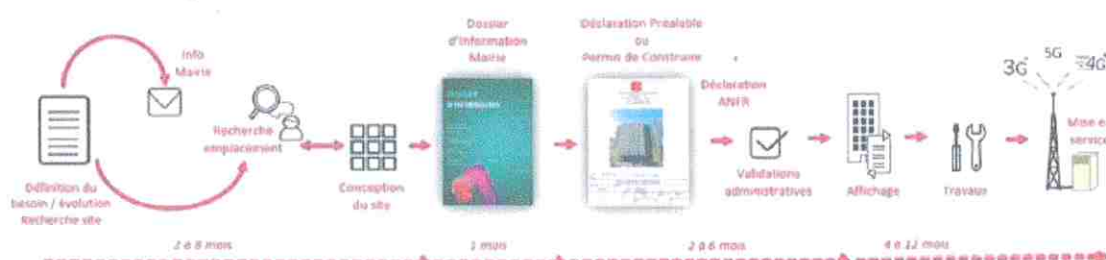 Info
Mairie
Définition du
besoin / évolution
Recherche site
Recherche
emplacement
Conception
du site
Dossier
d'Information
Mairie
D'INFORMATION
Déclaration Préalable
ou
Permis de Construire
Déclaration
ANFR
Validations
administratives
Affichage
Travaux
3G
5G
4G+
Mise e
service
2 à 8 mois
1 mois
2 à 6 mois
4 à 12 mois